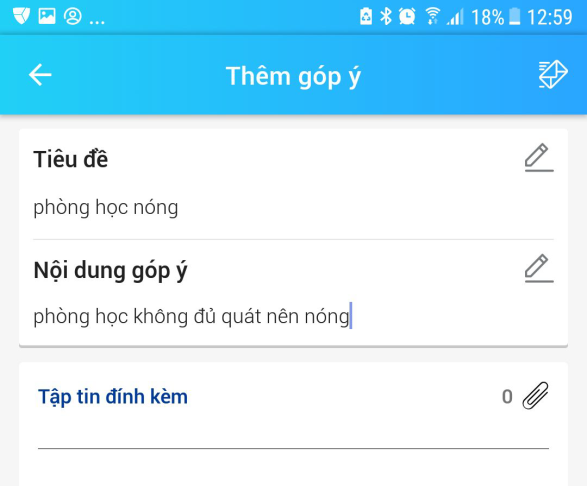 ... 18% 12:59
Thêm góp ý
Tiêu đề
phòng học nóng
Nội dung góp ý
phòng học không đủ quát nên nóng
Tập tin đính kèm 0